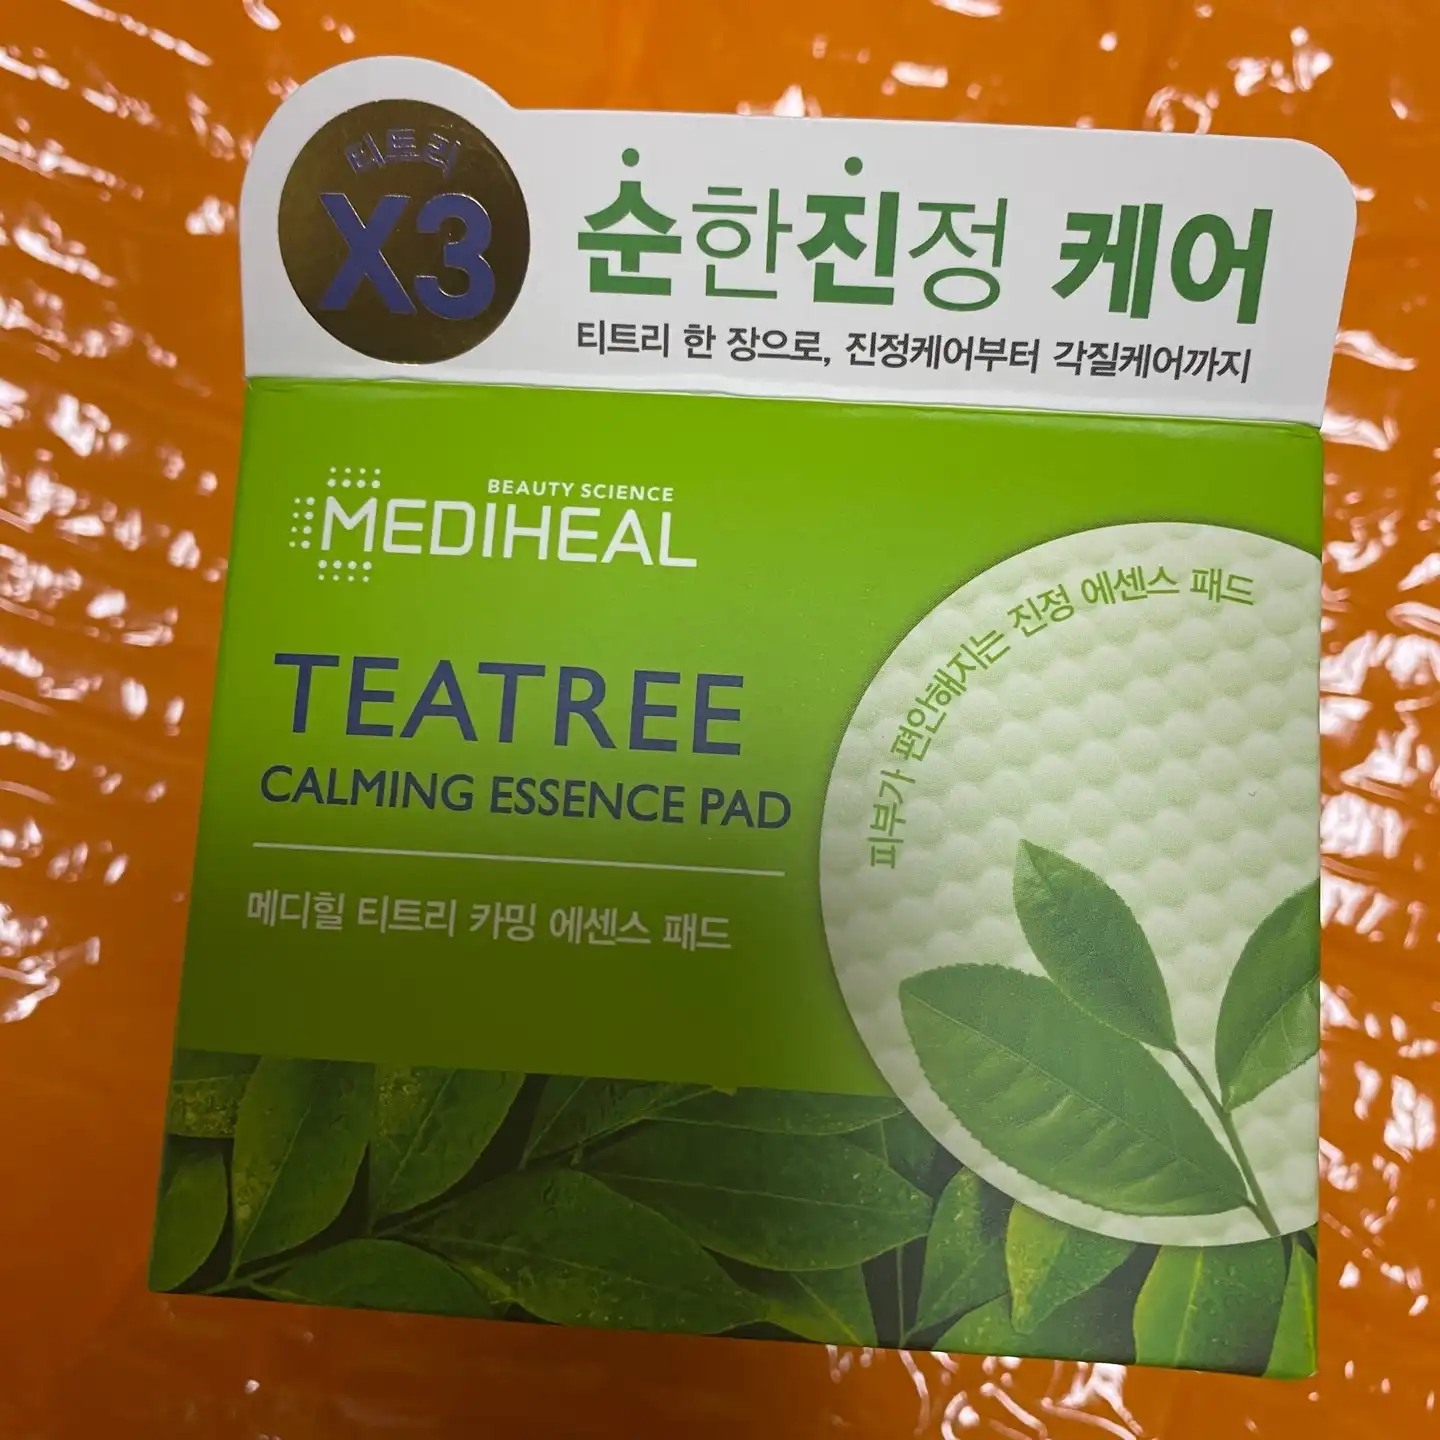 티트리
X3
순한진정 케어
티트리 한 장으로, 진정케어부터 각질케어까지
BEAUTY SCIENCE
MEDIHEAL
TEATREE
CALMING ESSENCE PAD
메디힐 티트리 카밍 에센스 패드
피부가 편안해지는 진정 에센스 패드